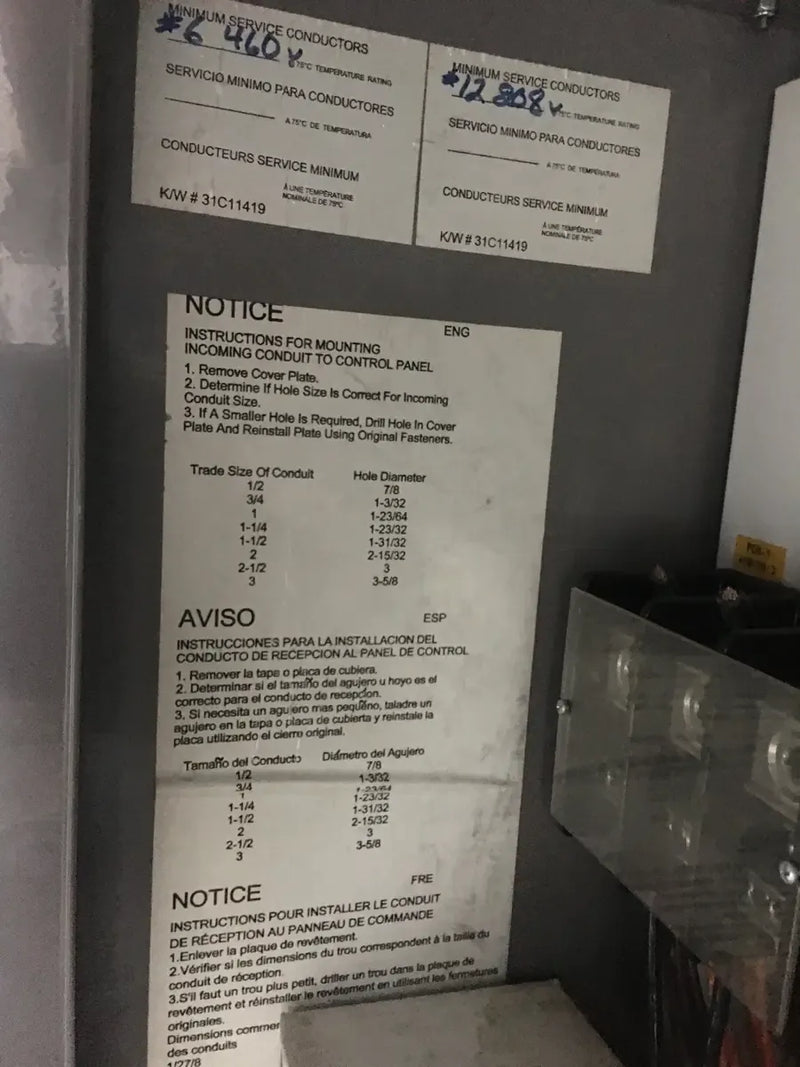 MINIMUM SERVICE CONDUCTORS
#6 460 V
75°C TEMPERATURE RATING
SERVICIO MINIMO PARA CONDUCTORES
A 75°C DE TEMPERATURA
CONDUCTEURS SERVICE MINIMUM
À UNE TEMPÉRATURE
NOMINALE DE 75°C
K/W # 31C11419
MINIMUM SERVICE CONDUCTORS
#12 208 V
75°C TEMPERATURE RATING
SERVICIO MINIMO PARA CONDUCTORES
A 75°C DE TEMPERATURA
CONDUCTEURS SERVICE MINIMUM
À UNE TEMPÉRATURE
NOMINALE DE 75°C
K/W # 31C11419
NOTICE
ENG
INSTRUCTIONS FOR MOUNTING
INCOMING CONDUIT TO CONTROL PANEL
1. Remove Cover Plate.
2. Determine If Hole Size Is Correct For Incoming
Conduit Size.
3. If A Smaller Hole Is Required, Drill Hole In Cover
Plate And Reinstall Plate Using Original Fasteners.
Trade Size Of Conduit Hole Diameter
1/2 7/8
3/4 1-3/32
1 1-23/64
1-1/4 1-23/32
1-1/2 1-31/32
2 2-15/32
2-1/2 3
3 3-5/8
AVISO
ESP
INSTRUCCIONES PARA LA INSTALLACION DEL
CONDUCTO DE RECEPCION AL PANEL DE CONTROL
1. Remover la tapa o placa de cubiera.
2. Determinar si el tamaño del agujero u hoyo es el
correcto para el conducto de recepcion.
3. Si necesita un agujero mas pequeño, taladre un
agujero en la tapa o placa de cubierta y reinstale la
placa utilizando el cierre original.
Tamaño del Conducto Diámetro del Agujero
1/2 7/8
3/4 1-3/32
1 1-23/64
1-1/4 1-23/32
1-1/2 1-31/32
2 2-15/32
2-1/2 3
3 3-5/8
NOTICE
FRE
INSTRUCTIONS POUR INSTALLER LE CONDUIT
DE RÉCEPTION AU PANNEAU DE COMMANDE
1.Enlever la plaque de revêtement.
2.Vérifier si les dimensions du trou correspondent à la taille du
conduit de réception.
3.S'il faut un trou plus petit, driller un trou dans la plaque de
revêtement et réinstaller le revêtement en utilisant les fermetures
originales.
Dimensions commer
des conduits
1/27/8